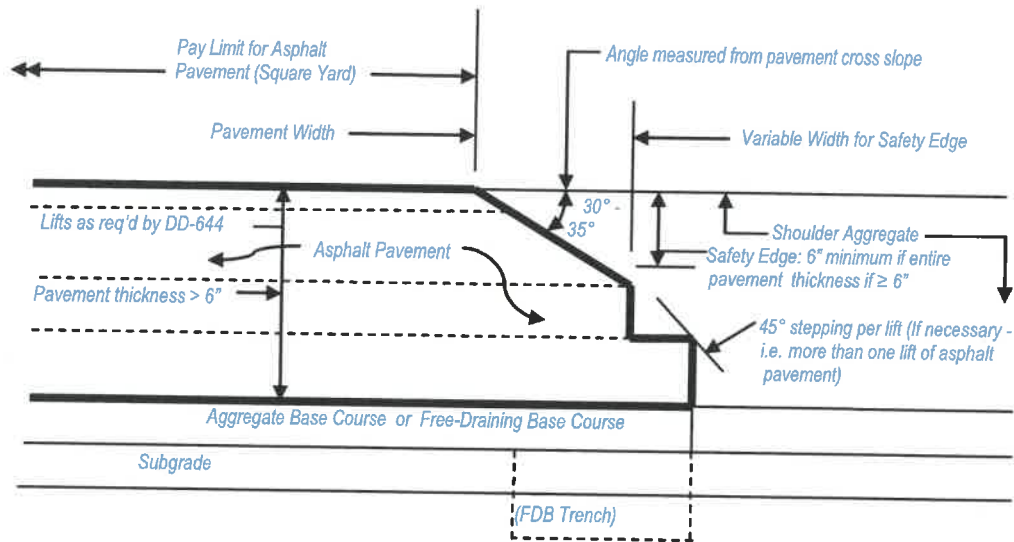 Pay Limit for Asphalt
Pavement (Square Yard)
Angle measured from pavement cross slope
Pavement Width
Variable Width for Safety Edge
30° -
35°
Lifts as req'd by DD-644
Shoulder Aggregate
Asphalt Pavement
Safety Edge: 6" minimum if entire
pavement thickness if ≥ 6"
Pavement thickness > 6"
45° stepping per lift (If necessary -
i.e. more than one lift of asphalt
pavement)
Aggregate Base Course or Free-Draining Base Course
Subgrade
(FDB Trench)